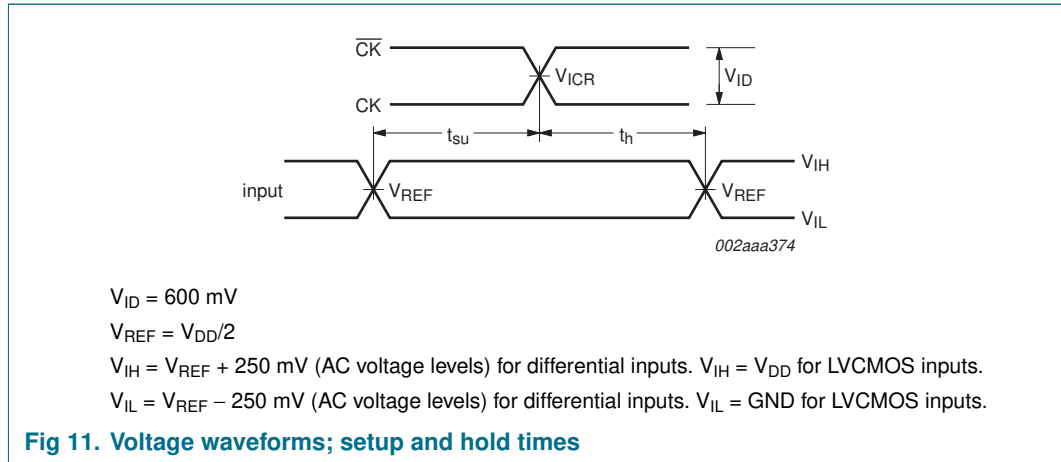 C̅K̅
V_ICR
V_ID
CK
t_su
t_h
V_IH
input
V_REF
V_REF
V_IL
002aaa374
V_ID = 600 mV
V_REF = V_DD/2
V_IH = V_REF + 250 mV (AC voltage levels) for differential inputs. V_IH = V_DD for LVCMOS inputs.
V_IL = V_REF − 250 mV (AC voltage levels) for differential inputs. V_IL = GND for LVCMOS inputs.
Fig 11. Voltage waveforms; setup and hold times